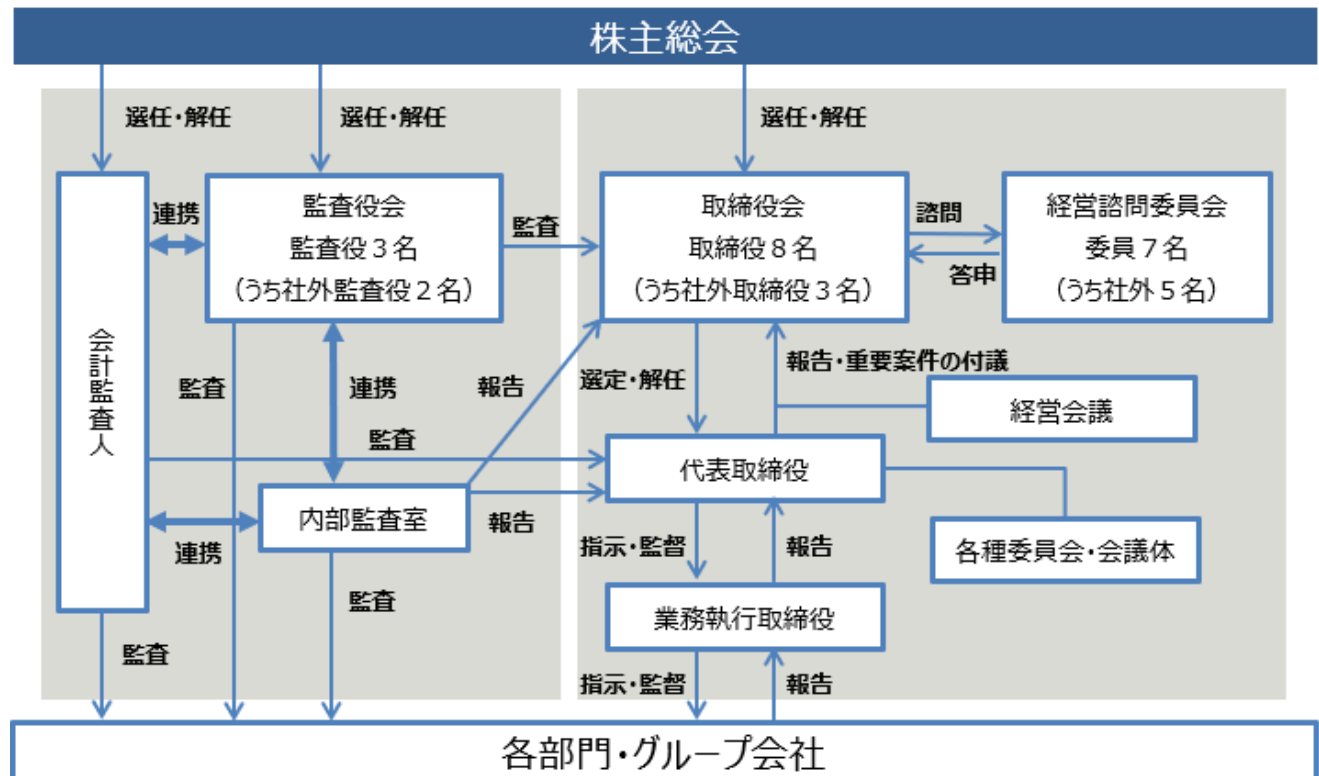 株主総会
選任・解任
選任・解任
選任・解任
監査役会
監査役3名
(うち社外監査役2名)
連携
監査
取締役会
取締役8名
(うち社外取締役3名)
諮問
答申
経営諮問委員会
委員7名
(うち社外5名)
会計監査人
監査
連携
報告
選定・解任
報告・重要案件の付議
経営会議
監査
代表取締役
内部監査室
報告
連携
指示・監督
報告
各種委員会・会議体
監査
業務執行取締役
監査
指示・監督
報告
各部門・グループ会社